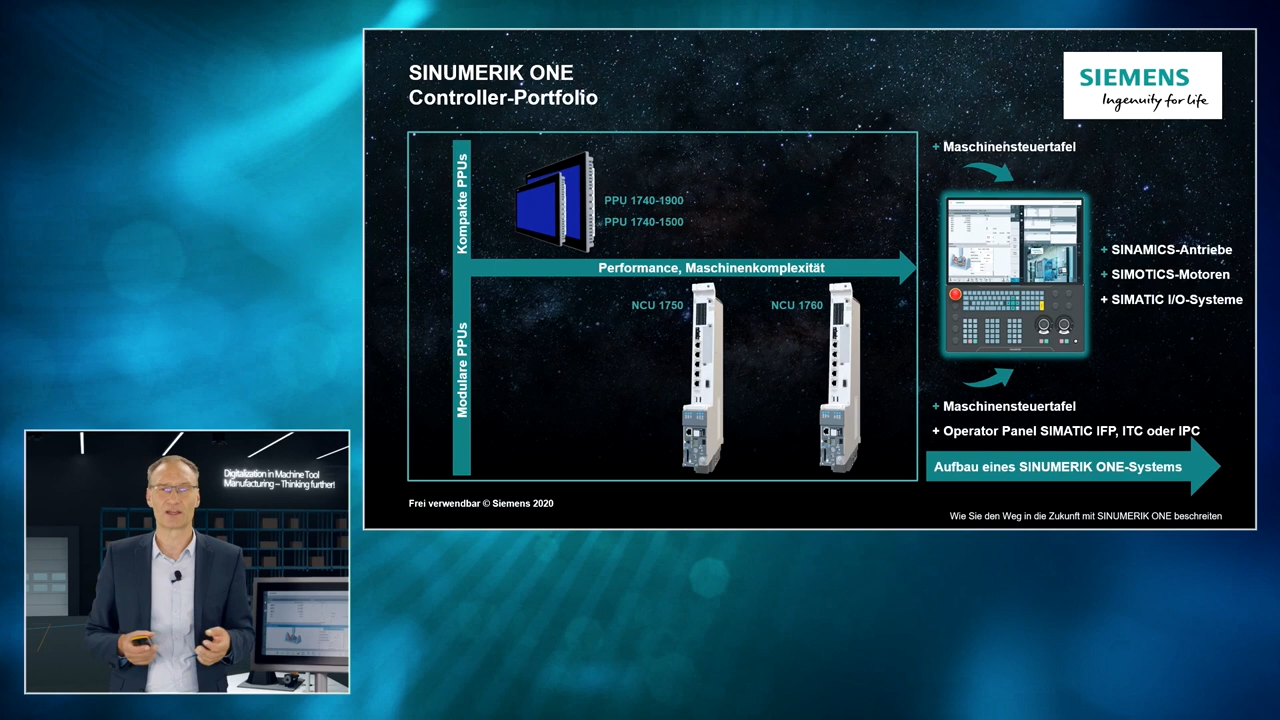 SINUMERIK ONE
Controller-Portfolio
SIEMENS
Ingenuity for life
Kompakte PPUs
Modulare PPUs
PPU 1740-1900
PPU 1740-1500
Performance, Maschinenkomplexität
NCU 1750
NCU 1760
+ Maschinensteuertafel
+ SINAMICS-Antriebe
+ SIMOTICS-Motoren
+ SIMATIC I/O-Systeme
+ Maschinensteuertafel
+ Operator Panel SIMATIC IFP, ITC oder IPC
Aufbau eines SINUMERIK ONE-Systems
Frei verwendbar © Siemens 2020
Wie Sie den Weg in die Zukunft mit SINUMERIK ONE beschreiten
Digitalization in Machine Tool
Manufacturing – Thinking further!